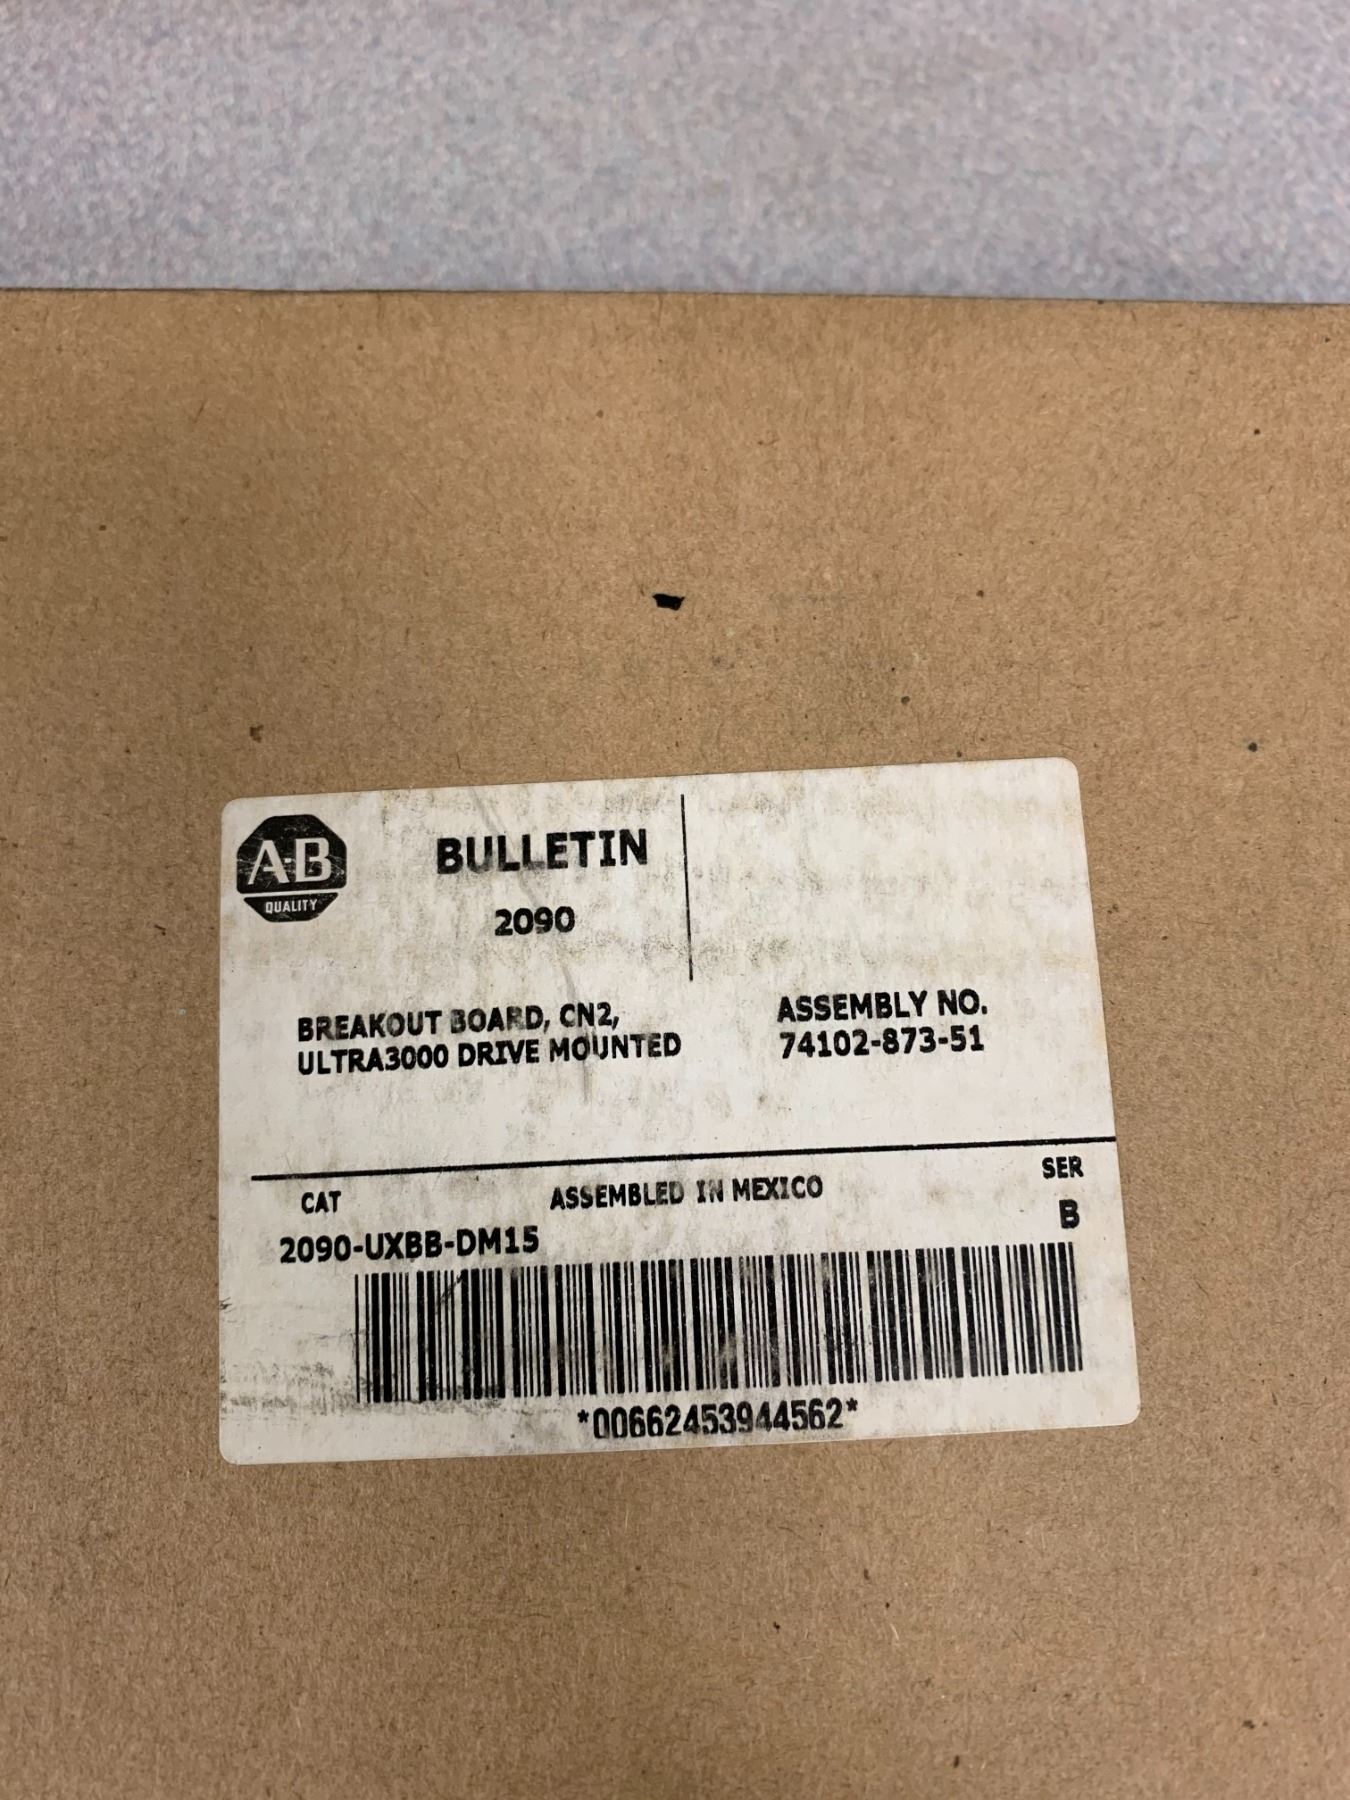 A-B
QUALITY
BULLETIN
2090
BREAKOUT BOARD, CN2,
ULTRA3000 DRIVE MOUNTED
ASSEMBLY NO.
74102-873-51
CAT
ASSEMBLED IN MEXICO
SER
2090-UXBB-DM15
B
*00662453944562*